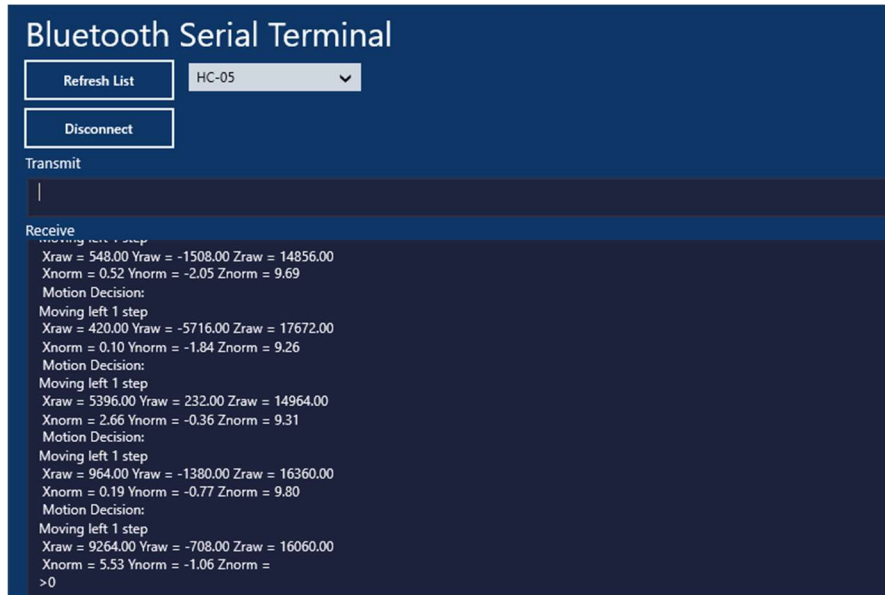 Bluetooth Serial Terminal
Refresh List
HC-05
Disconnect
Transmit
Receive
Moving left 1 step
Xraw = 548.00 Yraw = -1508.00 Zraw = 14856.00
Xnorm = 0.52 Ynorm = -2.05 Znorm = 9.69
Motion Decision:
Moving left 1 step
Xraw = 420.00 Yraw = -5716.00 Zraw = 17672.00
Xnorm = 0.10 Ynorm = -1.84 Znorm = 9.26
Motion Decision:
Moving left 1 step
Xraw = 5396.00 Yraw = 232.00 Zraw = 14964.00
Xnorm = 2.66 Ynorm = -0.36 Znorm = 9.31
Motion Decision:
Moving left 1 step
Xraw = 964.00 Yraw = -1380.00 Zraw = 16360.00
Xnorm = 0.19 Ynorm = -0.77 Znorm = 9.80
Motion Decision:
Moving left 1 step
Xraw = 9264.00 Yraw = -708.00 Zraw = 16060.00
Xnorm = 5.53 Ynorm = -1.06 Znorm =
>0